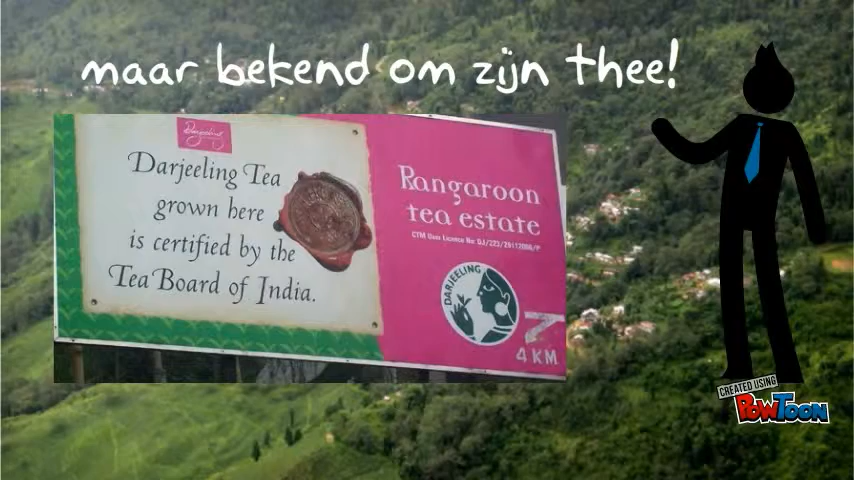 maar bekend om zijn thee!
Darjeeling
Darjeeling Tea
grown here
is certified by the
Tea Board of India.
Rangaroon
tea estate
DARJEELING
4 KM
CREATED USING
POWTOON